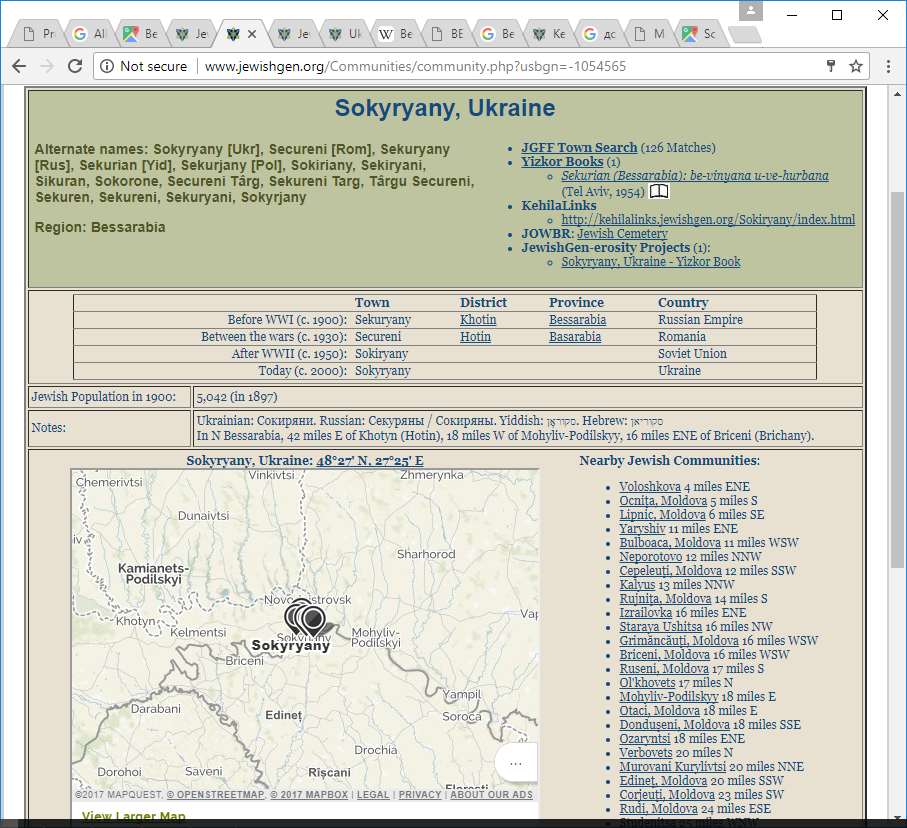 Pr
All
Be
Je
Je
Uk
Be
BE
Be
Ke
дс
M
Sc
Not secure
www.jewishgen.org/Communities/community.php?usbgn=-1054565
Sokyryany, Ukraine
Alternate names: Sokyryany [Ukr], Secureni [Rom], Sekuryany
[Rus], Sekurian [Yid], Sekurjany [Pol], Sokiriany, Sekiryani,
Sikuran, Sokorone, Secureni Târg, Sekureni Targ, Târgu Secureni,
Sekuren, Sekureni, Sekuryani, Sokyrjany
Region: Bessarabia
• JGFF Town Search (126 Matches)
• Yizkor Books (1)
Sekurian (Bessarabia): be-vinyana u-ve-hurbana
(Tel Aviv, 1954)
• KehilaLinks
http://kehilalinks.jewishgen.org/Sokiryany/index.html
• JOWBR: Jewish Cemetery
• JewishGen-erosity Projects (1):
Sokyryany, Ukraine - Yizkor Book
Town District Province Country
Before WWI (c. 1900): Sekuryany Khotin Bessarabia Russian Empire
Between the wars (c. 1930): Secureni Hotin Basarabia Romania
After WWII (c. 1950): Sokiryany Soviet Union
Today (c. 2000): Sokyryany Ukraine
Jewish Population in 1900: 5,042 (in 1897)
Notes:
Ukrainian: Сокиряни. Russian: Секуряны / Сокиряны. Yiddish: סקוראָן. Hebrew: סקוריאן
In N Bessarabia, 42 miles E of Khotyn (Hotin), 18 miles W of Mohyliv-Podilskyy, 16 miles ENE of Briceni (Brichany).
Sokyryany, Ukraine: 48°27' N, 27°25' E
Chemerivtsi
Vinkivtsi
Zhmerynka
Dunaivtsi
Sharhorod
Kamianets-
Podilskyi
Khotyn
Kelmentsi
Sokyryany
Mohyliv-
Podilskyi
Briceni
Yampil
Darabani
Edineț
Soroca
Drochia
Dorohoi
Saveni
Rîșcani
Florești
...
©2017 MAPQUEST, © OPENSTREETMAP, © 2017 MAPBOX | LEGAL | PRIVACY | ABOUT OUR ADS
View Larger Map
Nearby Jewish Communities:
• Voloshkova 4 miles ENE
• Ocnița, Moldova 5 miles S
• Lipnic, Moldova 6 miles SE
• Yaryshiv 11 miles ENE
• Bulboaca, Moldova 11 miles WSW
• Neporotovo 12 miles NNW
• Cepeleuți, Moldova 12 miles SSW
• Kalyus 13 miles NNW
• Rujnița, Moldova 14 miles S
• Izrailovka 16 miles ENE
• Staraya Ushitsa 16 miles NW
• Grimăncăuți, Moldova 16 miles WSW
• Briceni, Moldova 16 miles WSW
• Ruseni, Moldova 17 miles S
• Ol'khovets 17 miles N
• Mohyliv-Podilskyy 18 miles E
• Otaci, Moldova 18 miles E
• Dondușeni, Moldova 18 miles SSE
• Ozaryntsi 18 miles ENE
• Verbovets 20 miles N
• Murovani Kurylivtsi 20 miles NNE
• Edineț, Moldova 20 miles SSW
• Corjeuți, Moldova 23 miles SW
• Rudi, Moldova 24 miles ESE
• Studenitsa 25 miles WNW